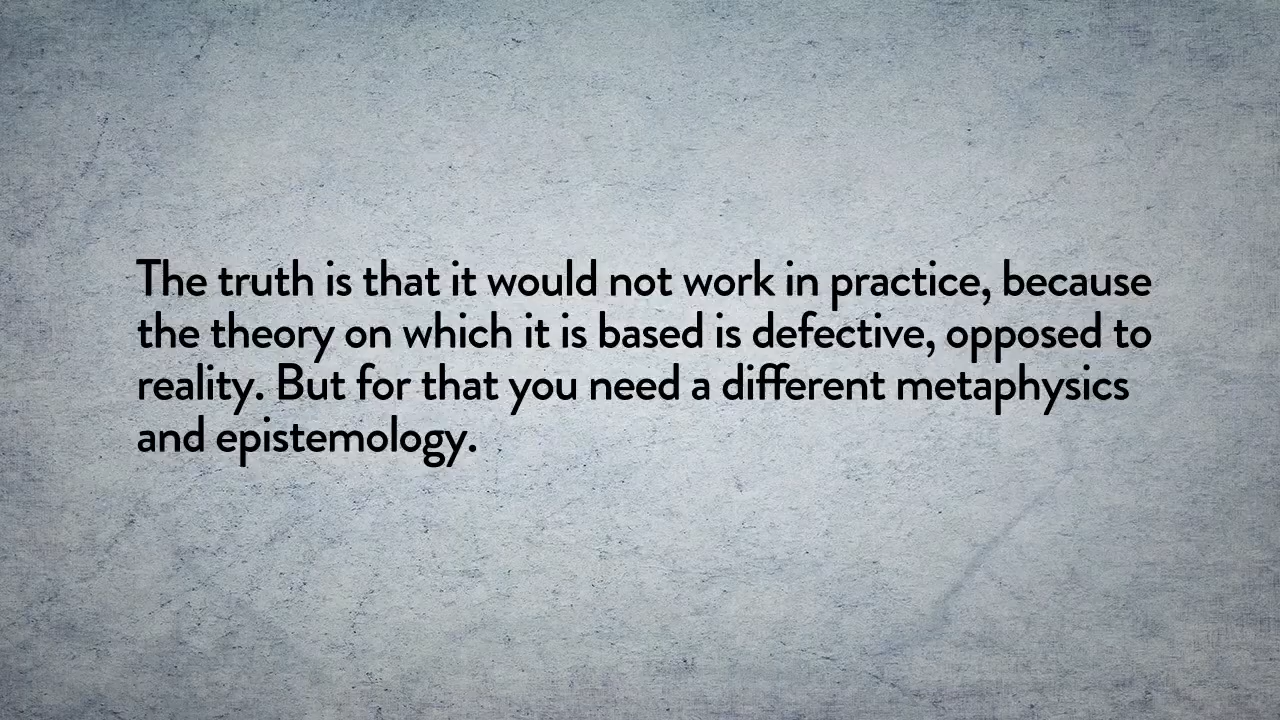 The truth is that it would not work in practice, because
the theory on which it is based is defective, opposed to
reality. But for that you need a different metaphysics
and epistemology.